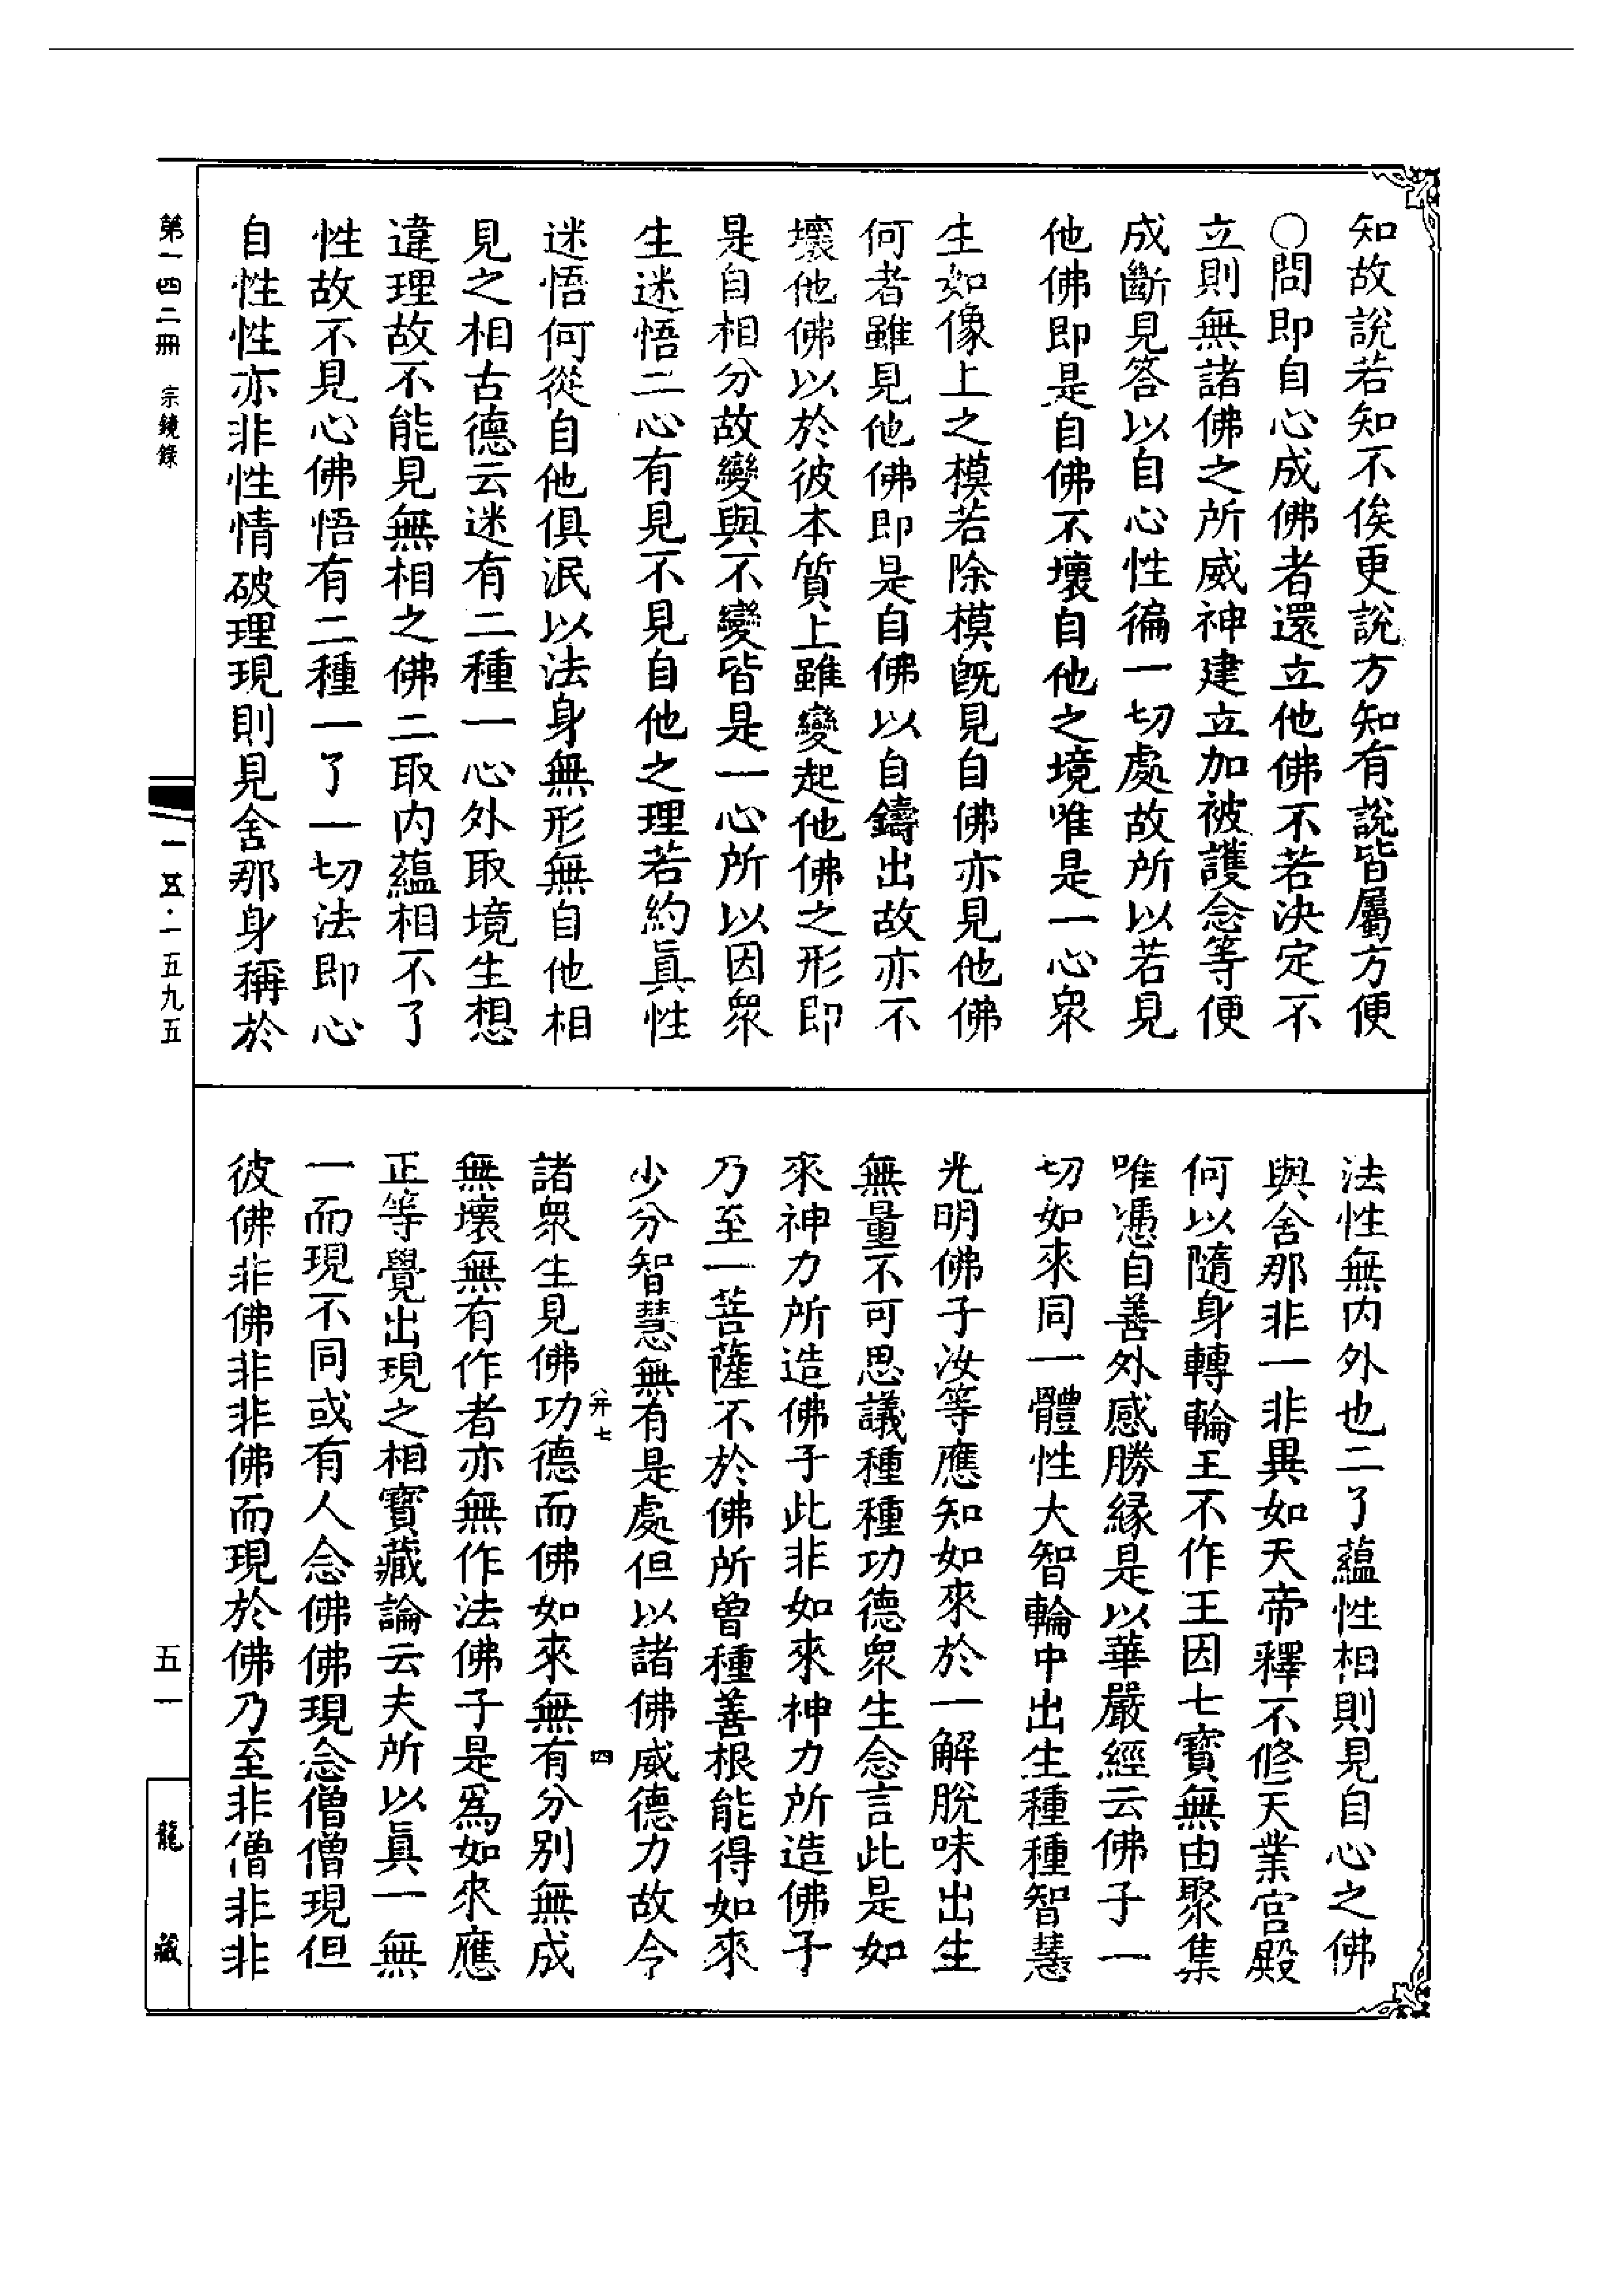 知故說若知不俟更說方知有說皆屬方便
○問即自心成佛者還立他佛不若決定不
立則無諸佛之所威神建立加被護念等便
成斷見答以自心性徧一切處故所以若見
他佛即是自佛不壞自他之境唯是一心衆
生如像上之模若除模旣見自佛亦見他佛
何者雖見他佛即是自佛以自鑄出故亦不
壞他佛以於彼本質上雖變起他佛之形即
是自相分故變與不變皆是一心所以因衆
生迷悟二心有見不見自他之理若約眞性
迷悟何從自他俱泯以法身無形無自他相
見之相古德云迷有二種一心外取境生想
違理故不能見無相之佛二取內蘊相不了
性故不見心佛悟有二種一了一切法即心
自性性亦非性情破理現則見舍那身稱於
法性無內外也二了蘊性相則見自心之佛
與舍那非一非異如天帝釋不修天業宮殿
何以隨身轉輪王不作王因七寶無由聚集
唯憑自善外感勝緣是以華嚴經云佛子一
切如來同一體性大智輪中出生種種智慧
光明佛子汝等應知如來於一解脫味出生
無量不可思議種種功德衆生念言此是如
來神力所造佛子此非如來神力所造佛子
乃至一菩薩不於佛所曾種善根能得如來
少分智慧無有是處但以諸佛威德力故令
八弁七
四
諸衆生見佛功德而佛如來無有分别無成
無壞無有作者亦無作法佛子是爲如來應
正等覺出現之相寶藏論云夫所以眞一無
一而現不同或有人念佛佛現念僧僧現但
彼佛非佛非非佛而現於佛乃至非僧非非
第一四二冊 宗鏡錄
一五·一五九五
五一
龍藏